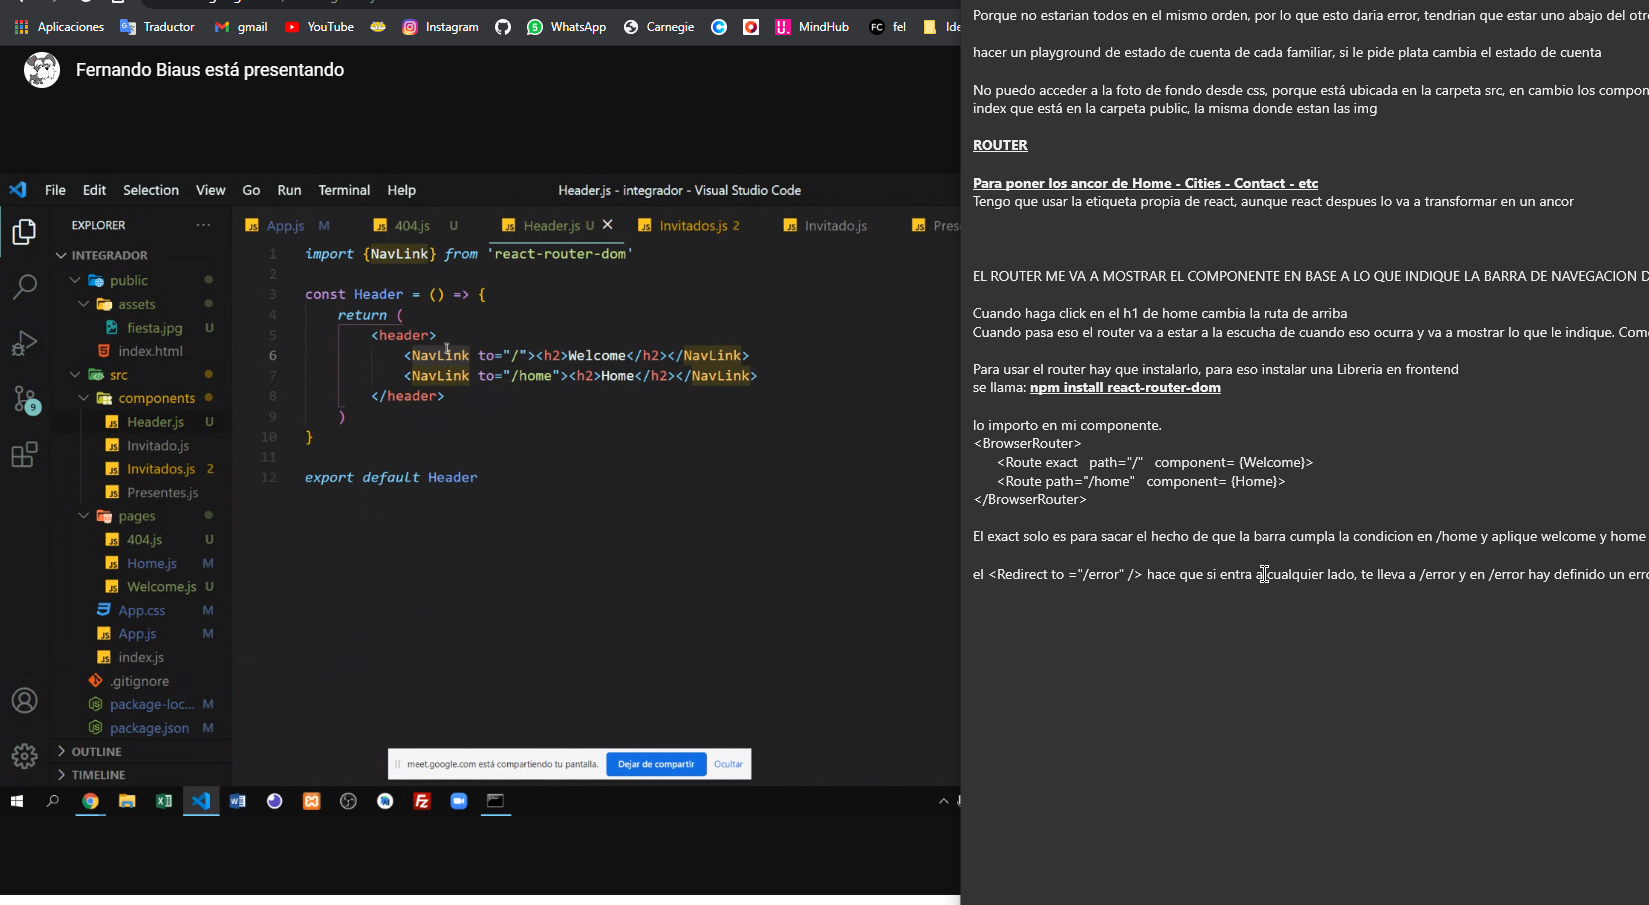 Aplicaciones Traductor gmail YouTube Instagram WhatsApp Carnegie MindHub FC fel
Fernando Biaus está presentando
File Edit Selection View Go Run Terminal Help
Header.js - integrador - Visual Studio Code
EXPLORER ...
App.js M 404.js U Header.js U Invitados.js 2 Invitado.js
INTEGRADOR
public
assets
fiesta.jpg U
index.html
src
components
Header.js U
Invitado.js
Invitados.js 2
Presentes.js
pages
404.js U
Home.js M
Welcome.js U
App.css M
App.js M
index.js
.gitignore
package-loc... M
package.json M
OUTLINE
TIMELINE
9
1 import {NavLink} from 'react-router-dom'
2
3 const Header = () => {
4 return (
5 <header>
6 <NavLink to="/"><h2>Welcome</h2></NavLink>
7 <NavLink to="/home"><h2>Home</h2></NavLink>
8 </header>
9 )
10 }
11
12 export default Header
meet.google.com está compartiendo tu pantalla. Dejar de compartir Ocultar
Porque no estarian todos en el mismo orden, por lo que esto daria error, tendrian que estar uno abajo del
hacer un playground de estado de cuenta de cada familiar, si le pide plata cambia el estado de cuenta
No puedo acceder a la foto de fondo desde css, porque está ubicada en la carpeta src, en cambio los
index que está en la carpeta public, la misma donde estan las img
ROUTER
Para poner los ancor de Home - Cities - Contact - etc
Tengo que usar la etiqueta propia de react, aunque react despues lo va a transformar en un ancor
EL ROUTER ME VA A MOSTRAR EL COMPONENTE EN BASE A LO QUE INDIQUE LA BARRA DE NAVEGACION
Cuando haga click en el h1 de home cambia la ruta de arriba
Cuando pasa eso el router va a estar a la escucha de cuando eso ocurra y va a mostrar lo que le indique.
Para usar el router hay que instalarlo, para eso instalar una Libreria en frontend
se llama: npm install react-router-dom
lo importo en mi componente.
<BrowserRouter>
<Route exact path="/" component= {Welcome}>
<Route path="/home" component= {Home}>
</BrowserRouter>
El exact solo es para sacar el hecho de que la barra cumpla la condicion en /home y aplique welcome y home
el <Redirect to ="/error" /> hace que si entra a cualquier lado, te lleva a /error y en /error hay definido un